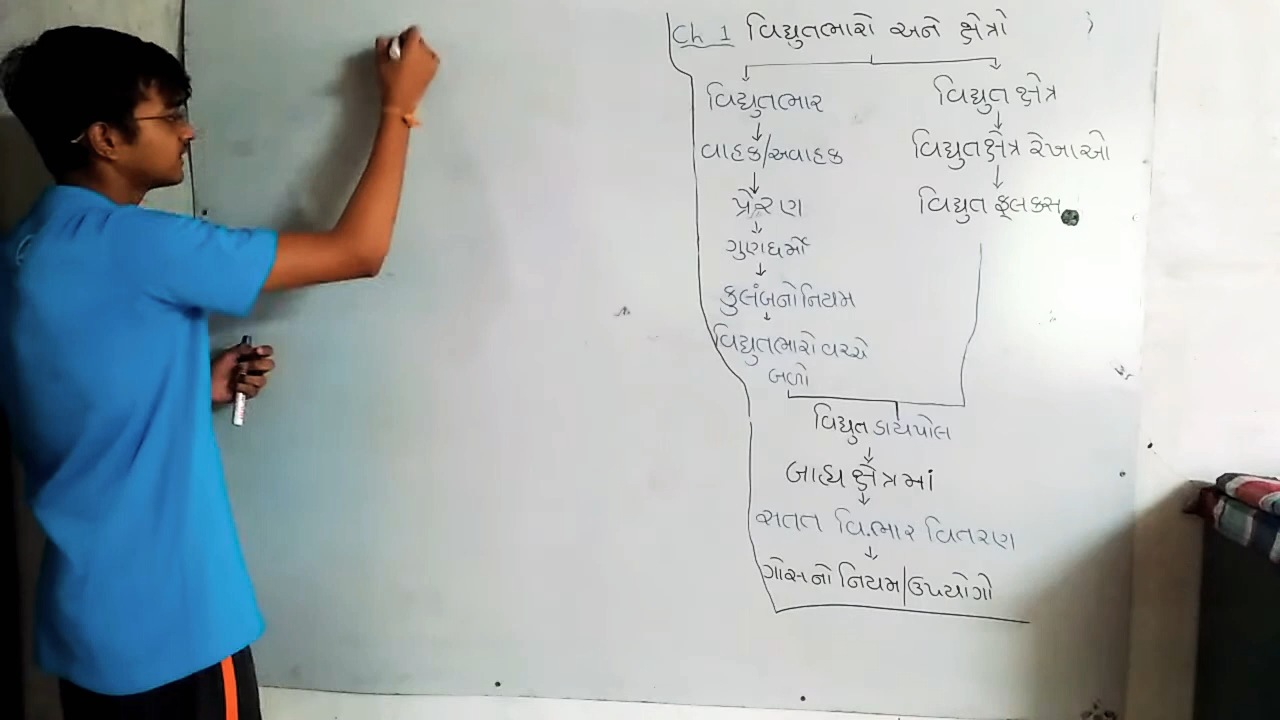 Ch 1 વિદ્યુતભારો અને ક્ષેત્રો
વિદ્યુતભાર
વાહક/અવાહક
પ્રેરણ
ગુણધર્મો
કુલંબનો નિયમ
વિદ્યુતભારો વચ્ચે
બળો
વિદ્યુત ક્ષેત્ર
વિદ્યુતક્ષેત્ર રેખાઓ
વિદ્યુત ફ્લક્સ
વિદ્યુત ડાયપોલ
બાહ્ય ક્ષેત્રમાં
સતત વિ.ભાર વિતરણ
ગૉસનો નિયમ/ઉપયોગો